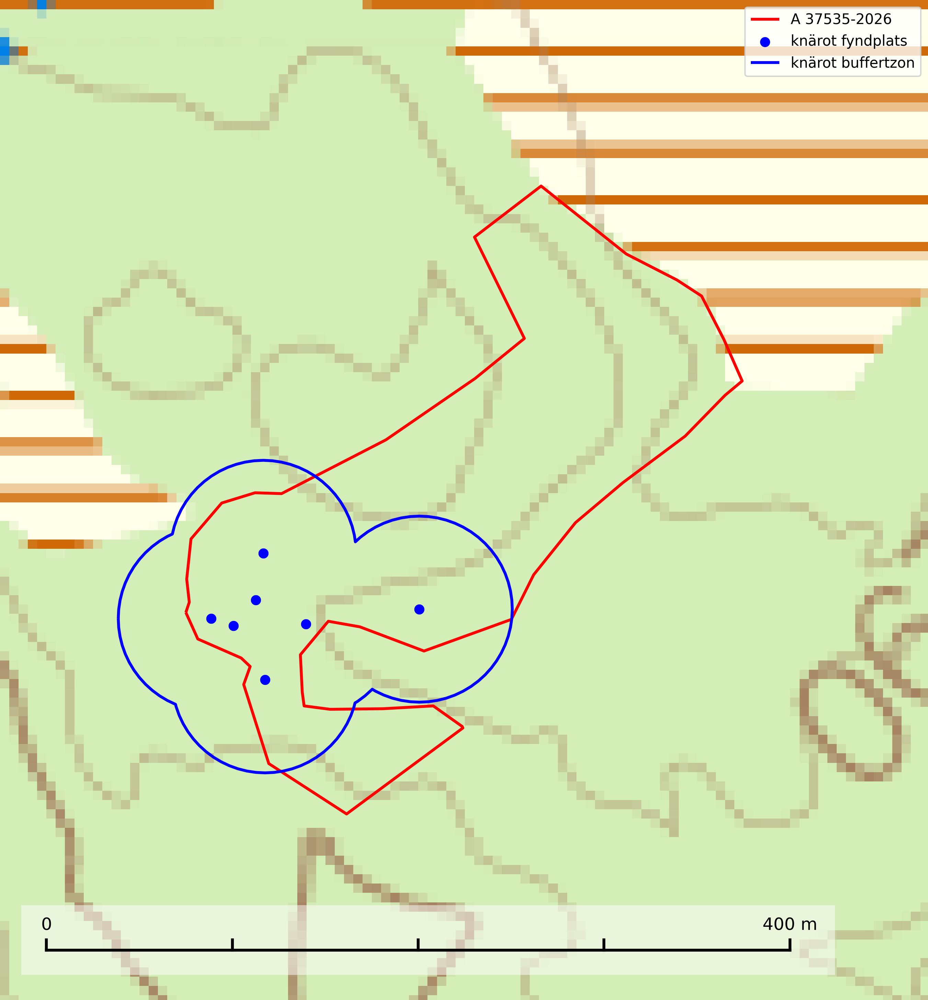 A 37535-2026
knärot fyndplats
knärot buffertzon
0
400 m